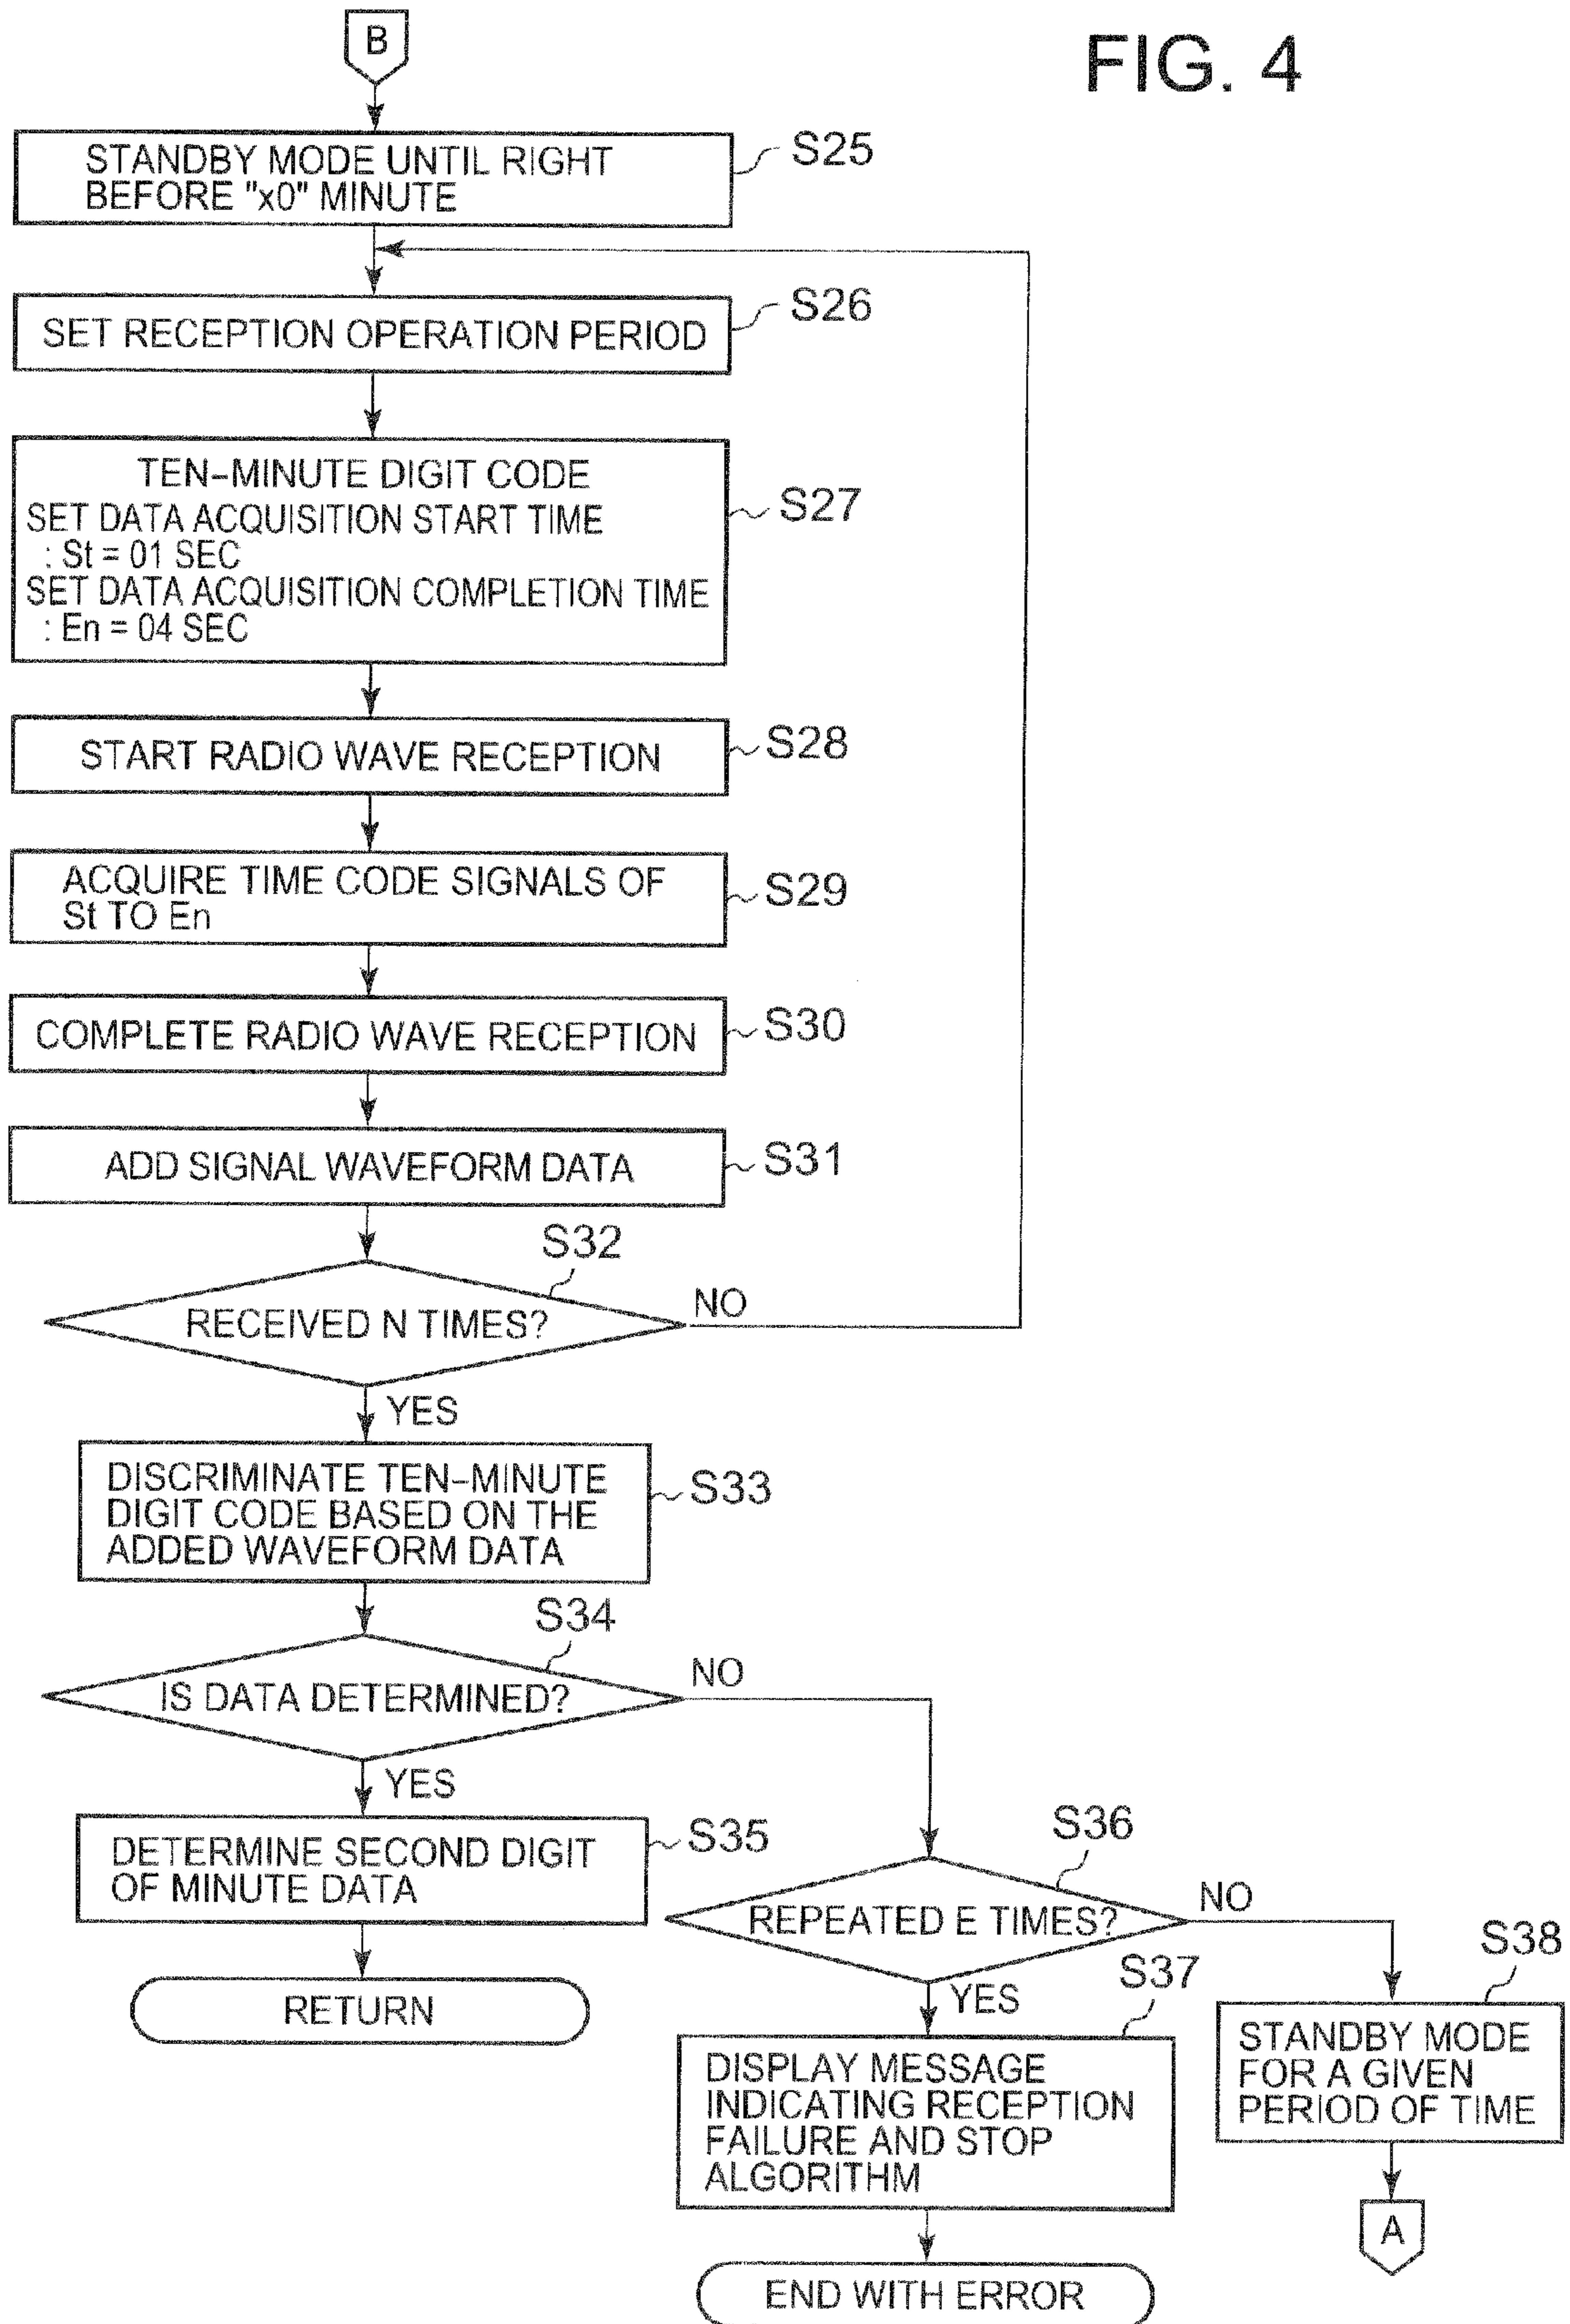 B
FIG. 4
STANDBY MODE UNTIL RIGHT
BEFORE "x0" MINUTE
S25
SET RECEPTION OPERATION PERIOD
S26
TEN-MINUTE DIGIT CODE
SET DATA ACQUISITION START TIME
: St = 01 SEC
SET DATA ACQUISITION COMPLETION TIME
: En = 04 SEC
S27
START RADIO WAVE RECEPTION
S28
ACQUIRE TIME CODE SIGNALS OF
St TO En
S29
COMPLETE RADIO WAVE RECEPTION
S30
ADD SIGNAL WAVEFORM DATA
S31
S32
RECEIVED N TIMES?
NO
YES
DISCRIMINATE TEN-MINUTE
DIGIT CODE BASED ON THE
ADDED WAVEFORM DATA
S33
S34
IS DATA DETERMINED?
NO
YES
DETERMINE SECOND DIGIT
OF MINUTE DATA
S35
RETURN
S36
REPEATED E TIMES?
NO
YES
S37
DISPLAY MESSAGE
INDICATING RECEPTION
FAILURE AND STOP
ALGORITHM
END WITH ERROR
S38
STANDBY MODE
FOR A GIVEN
PERIOD OF TIME
A